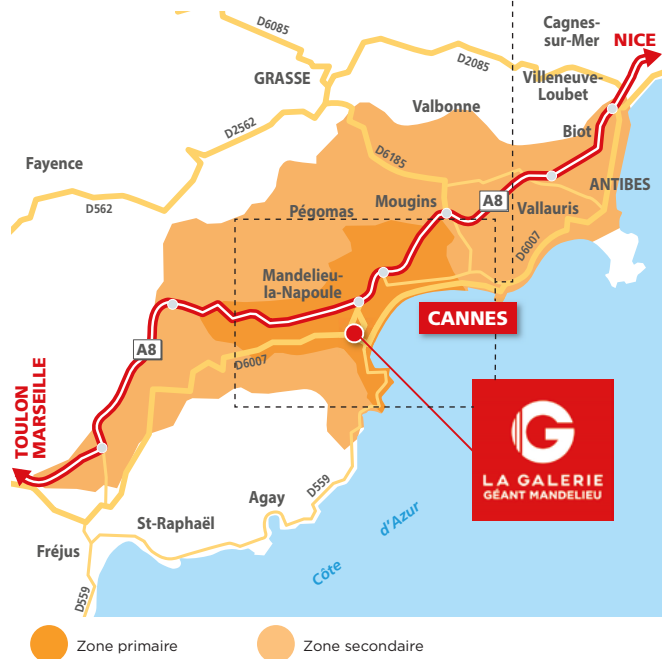 D6085
Cagnes-
sur-Mer
NICE
D2085
GRASSE
Villeneuve-
Loubet
Valbonne
D2562
Biot
Fayence
D6185
ANTIBES
Mougins
A8
D562
Pégomas
Vallauris
D6007
Mandelieu-
la-Napoule
CANNES
A8
D6007
TOULON
MARSEILLE
G
LA GALERIE
GÉANT MANDELIEU
D559
Agay
St-Raphaël
d'Azur
Fréjus
Côte
D559
Zone primaire
Zone secondaire